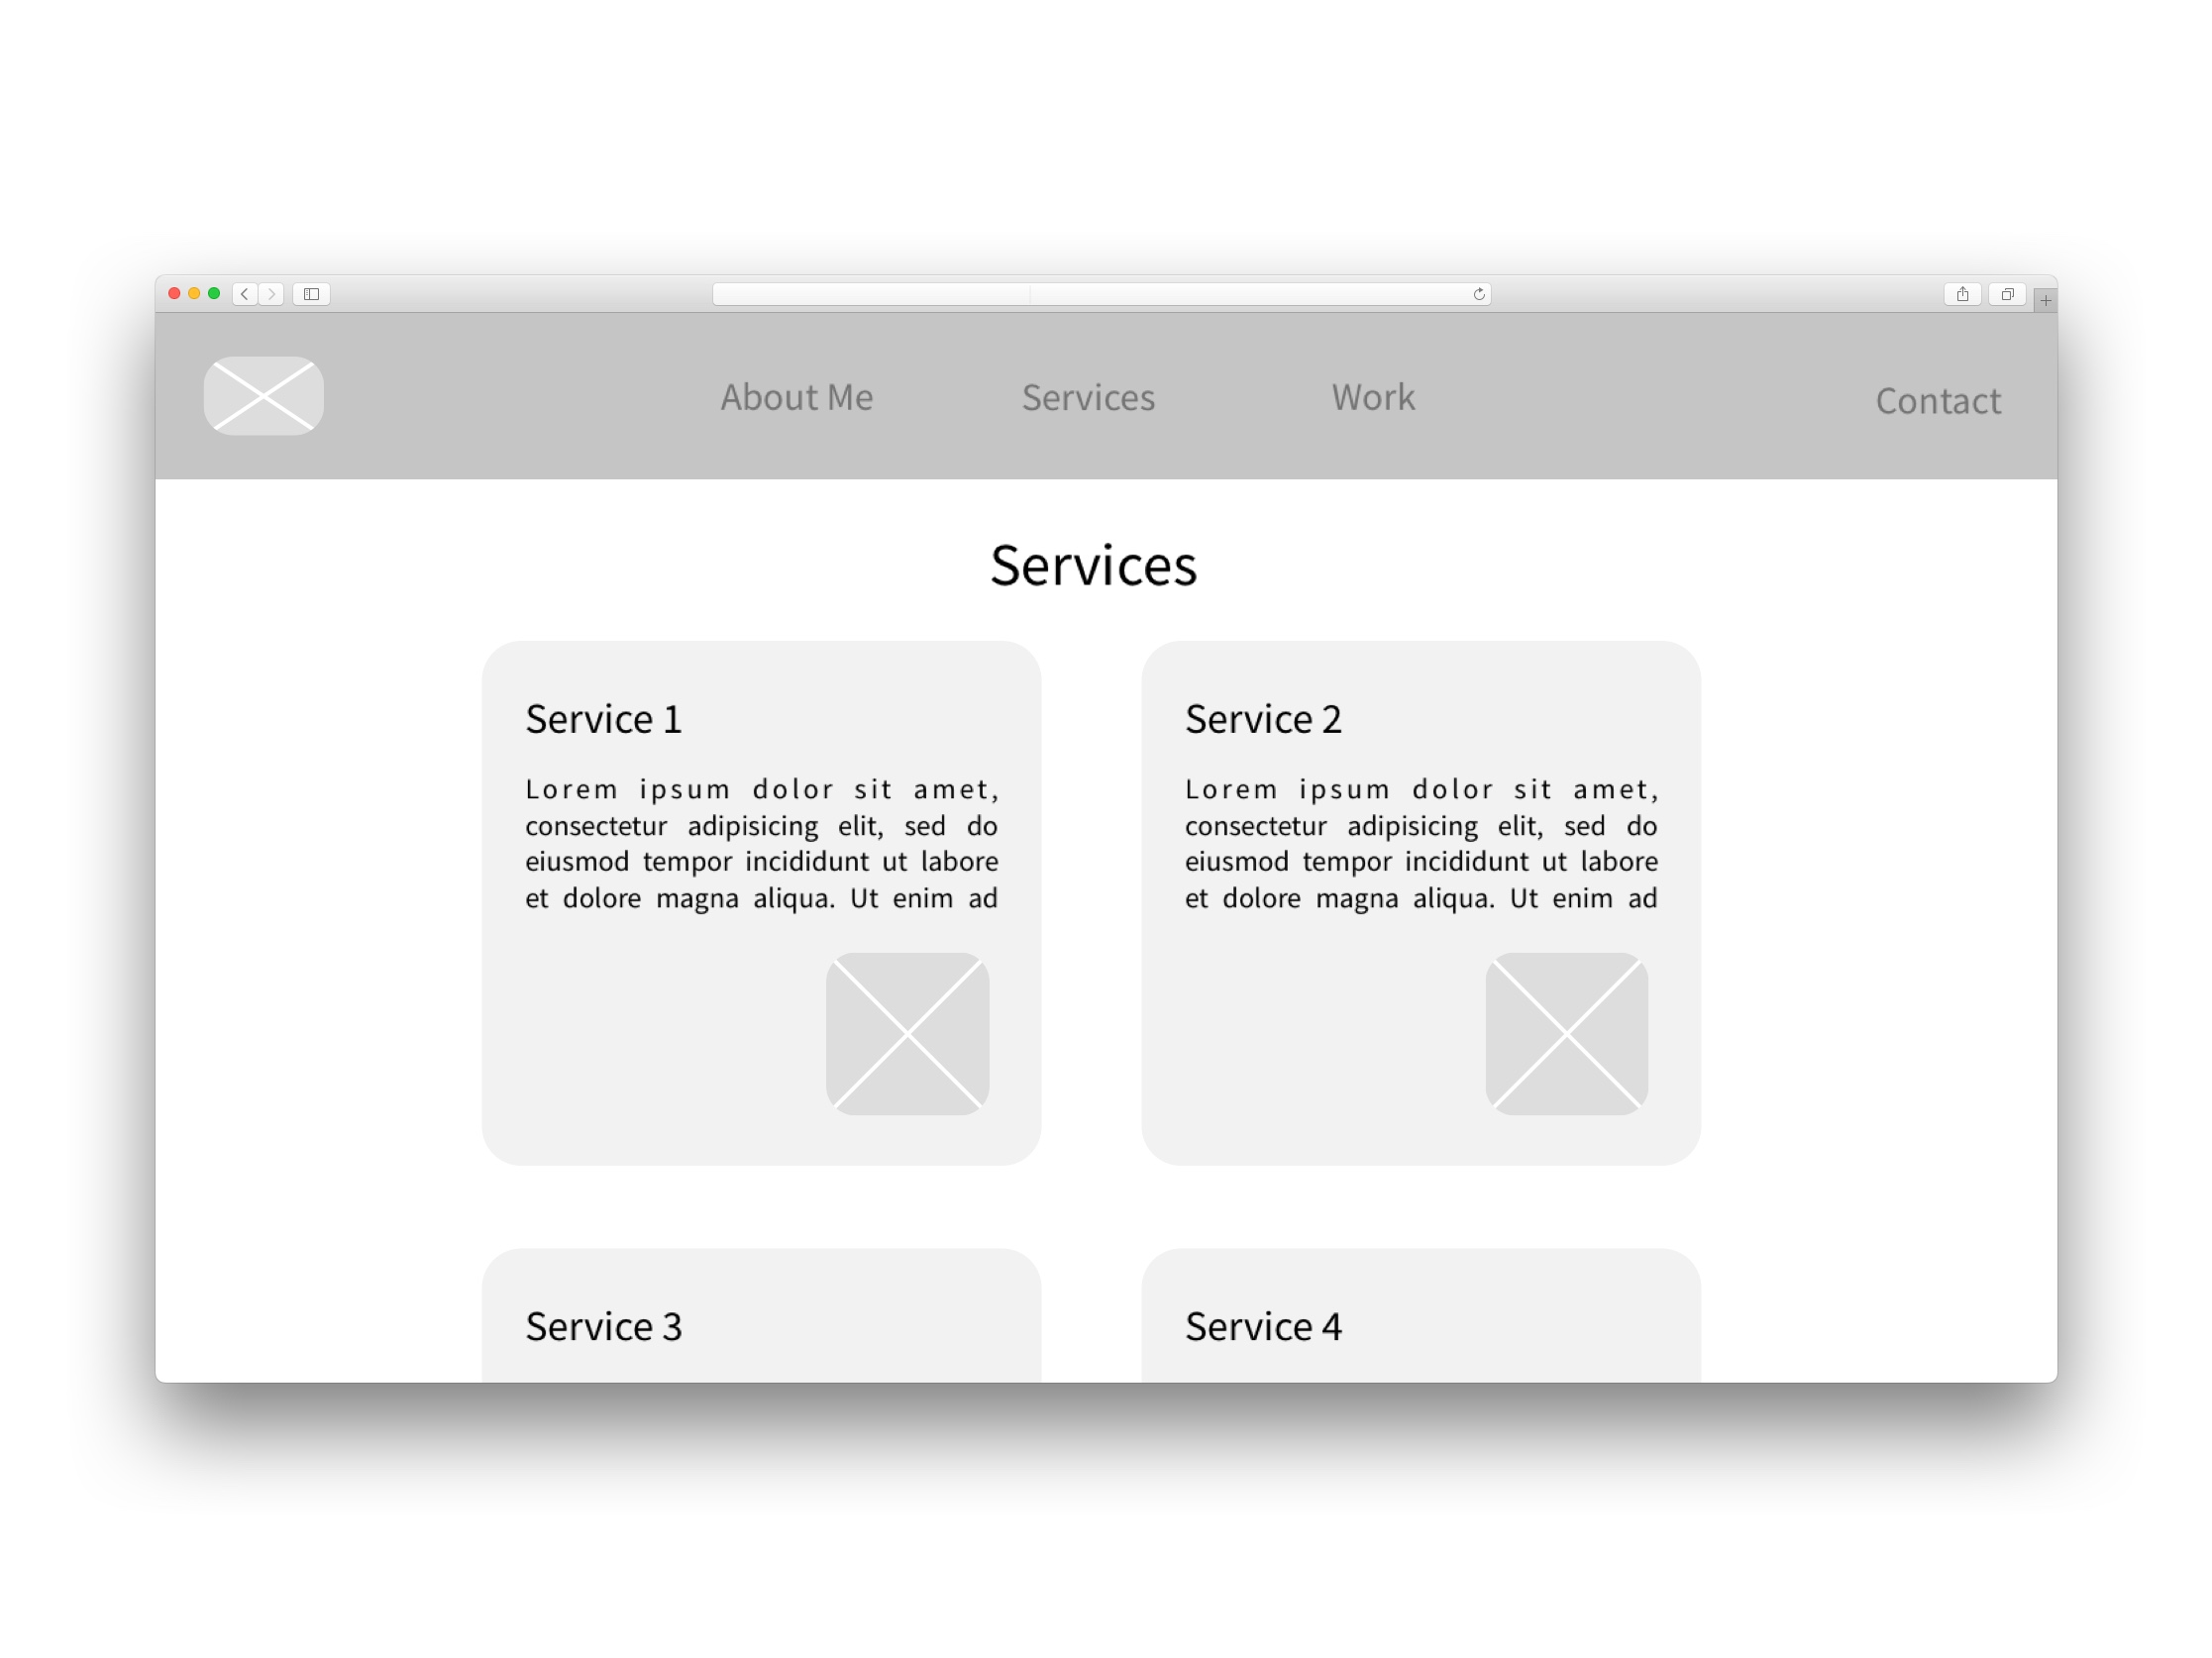 About Me Services Work Contact
Services
Service 1
Lorem ipsum dolor sit amet,
consectetur adipisicing elit, sed do
eiusmod tempor incididunt ut labore
et dolore magna aliqua. Ut enim ad
Service 2
Lorem ipsum dolor sit amet,
consectetur adipisicing elit, sed do
eiusmod tempor incididunt ut labore
et dolore magna aliqua. Ut enim ad
Service 3
Service 4